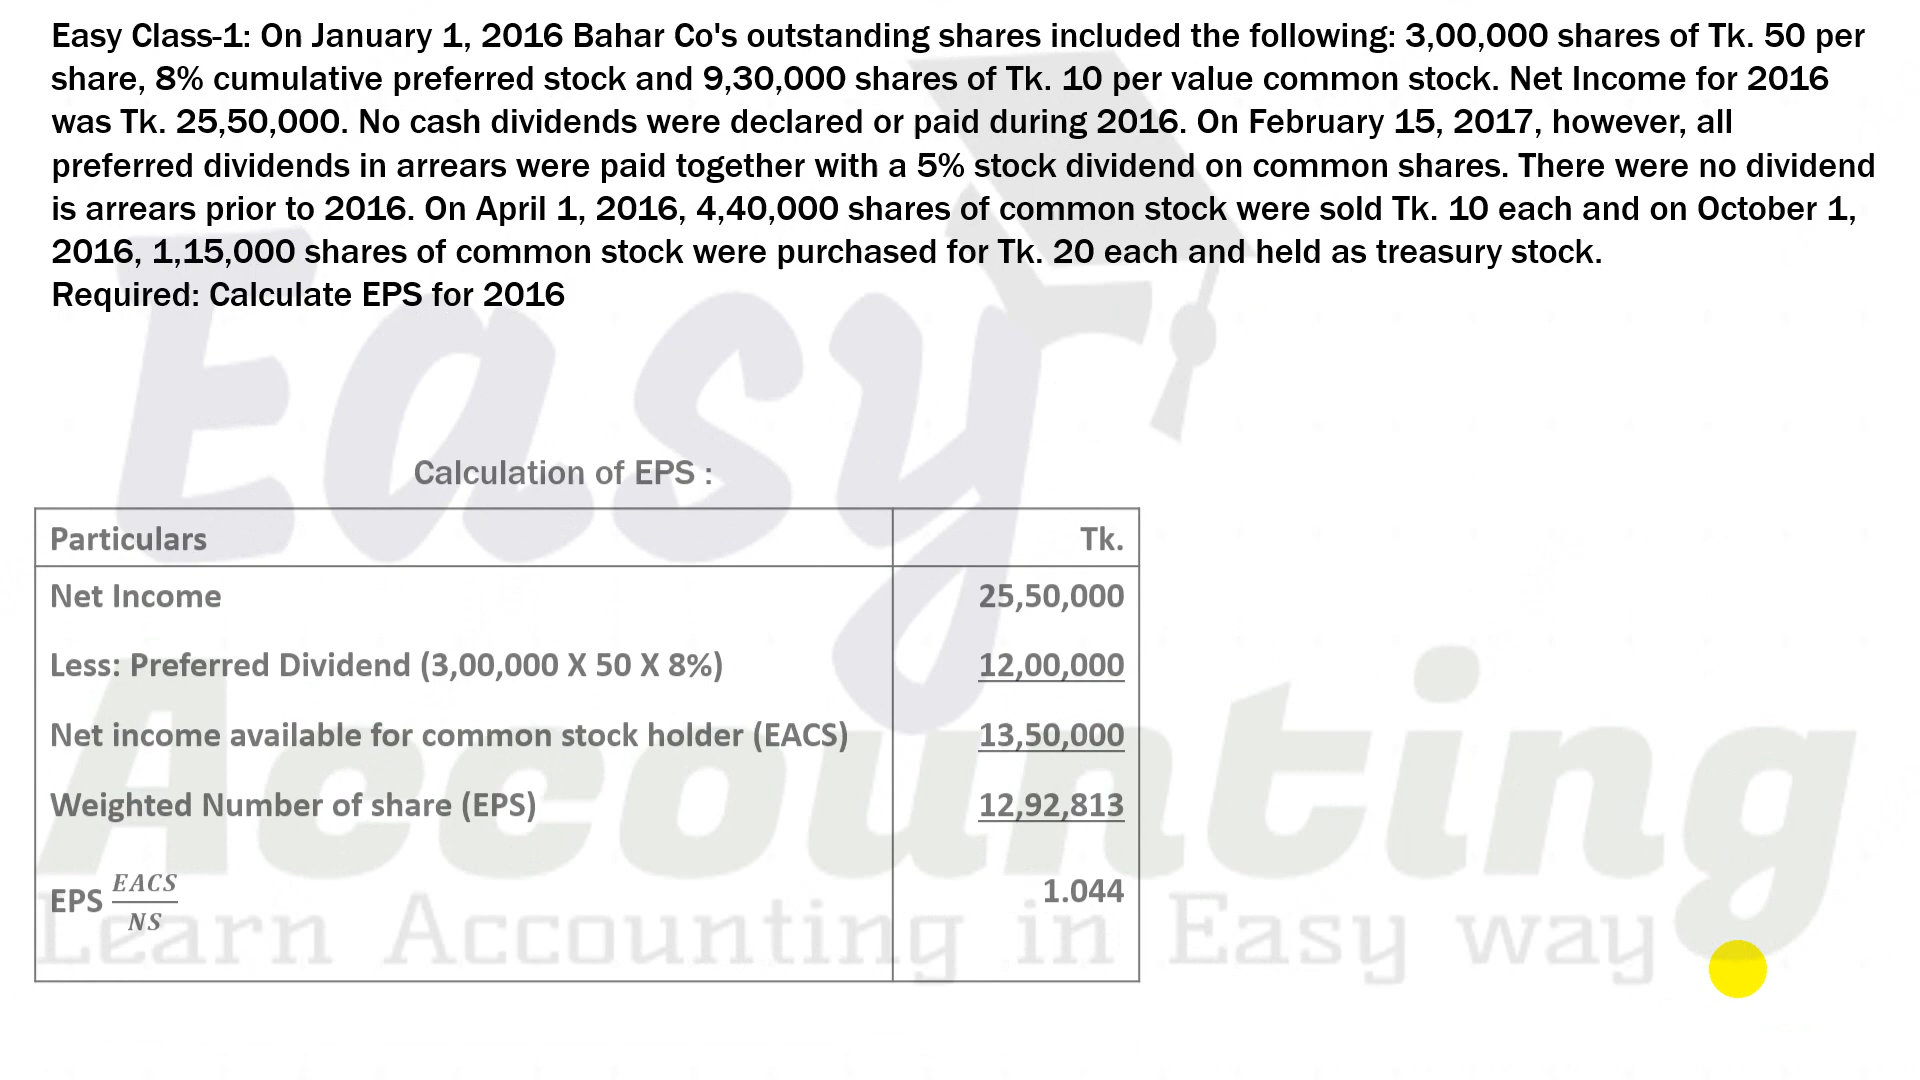 Easy Class-1: On January 1, 2016 Bahar Co's outstanding shares included the following: 3,00,000 shares of Tk. 50 per
share, 8% cumulative preferred stock and 9,30,000 shares of Tk. 10 per value common stock. Net Income for 2016
was Tk. 25,50,000. No cash dividends were declared or paid during 2016. On February 15, 2017, however, all
preferred dividends in arrears were paid together with a 5% stock dividend on common shares. There were no dividend
is arrears prior to 2016. On April 1, 2016, 4,40,000 shares of common stock were sold Tk. 10 each and on October 1,
2016, 1,15,000 shares of common stock were purchased for Tk. 20 each and held as treasury stock.
Required: Calculate EPS for 2016
Easy
Calculation of EPS :
Particulars Tk.
Net Income 25,50,000
Less: Preferred Dividend (3,00,000 X 50 X 8%) 12,00,000
Net income available for common stock holder (EACS) 13,50,000
Accounting
Weighted Number of share (EPS) 12,92,813
EPS EACS/NS 1.044
Learn Accounting in Easy way